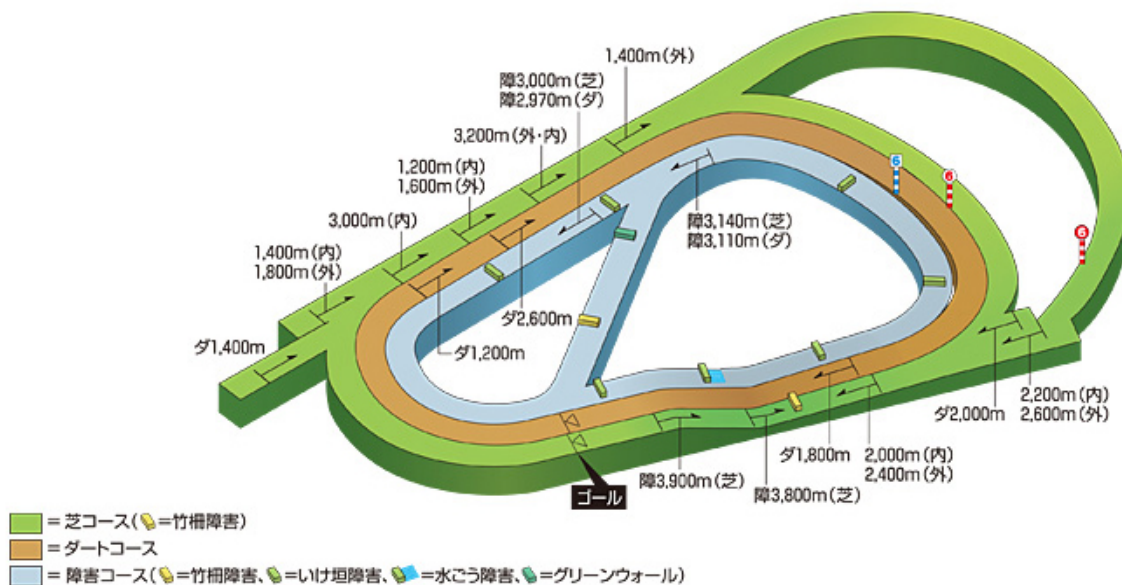 1,400m(外)
障3,000m(芝)
障2,970m(ダ)
3,200m(外・内)
1,200m(内)
1,600m(外)
3,000m(内)
1,400m(内)
1,800m(外)
ダ1,400m
6
6
6
障3,140m(芝)
障3,110m(ダ)
ダ2,600m
ダ1,200m
ダ2,000m
2,200m(内)
2,600m(外)
ダ1,800m
2,000m(内)
2,400m(外)
障3,900m(芝)
障3,800m(芝)
ゴール
=芝コース(=竹柵障害)
=ダートコース
=障害コース(=竹柵障害、=いけ垣障害、=水ごう障害、=グリーンウォール)